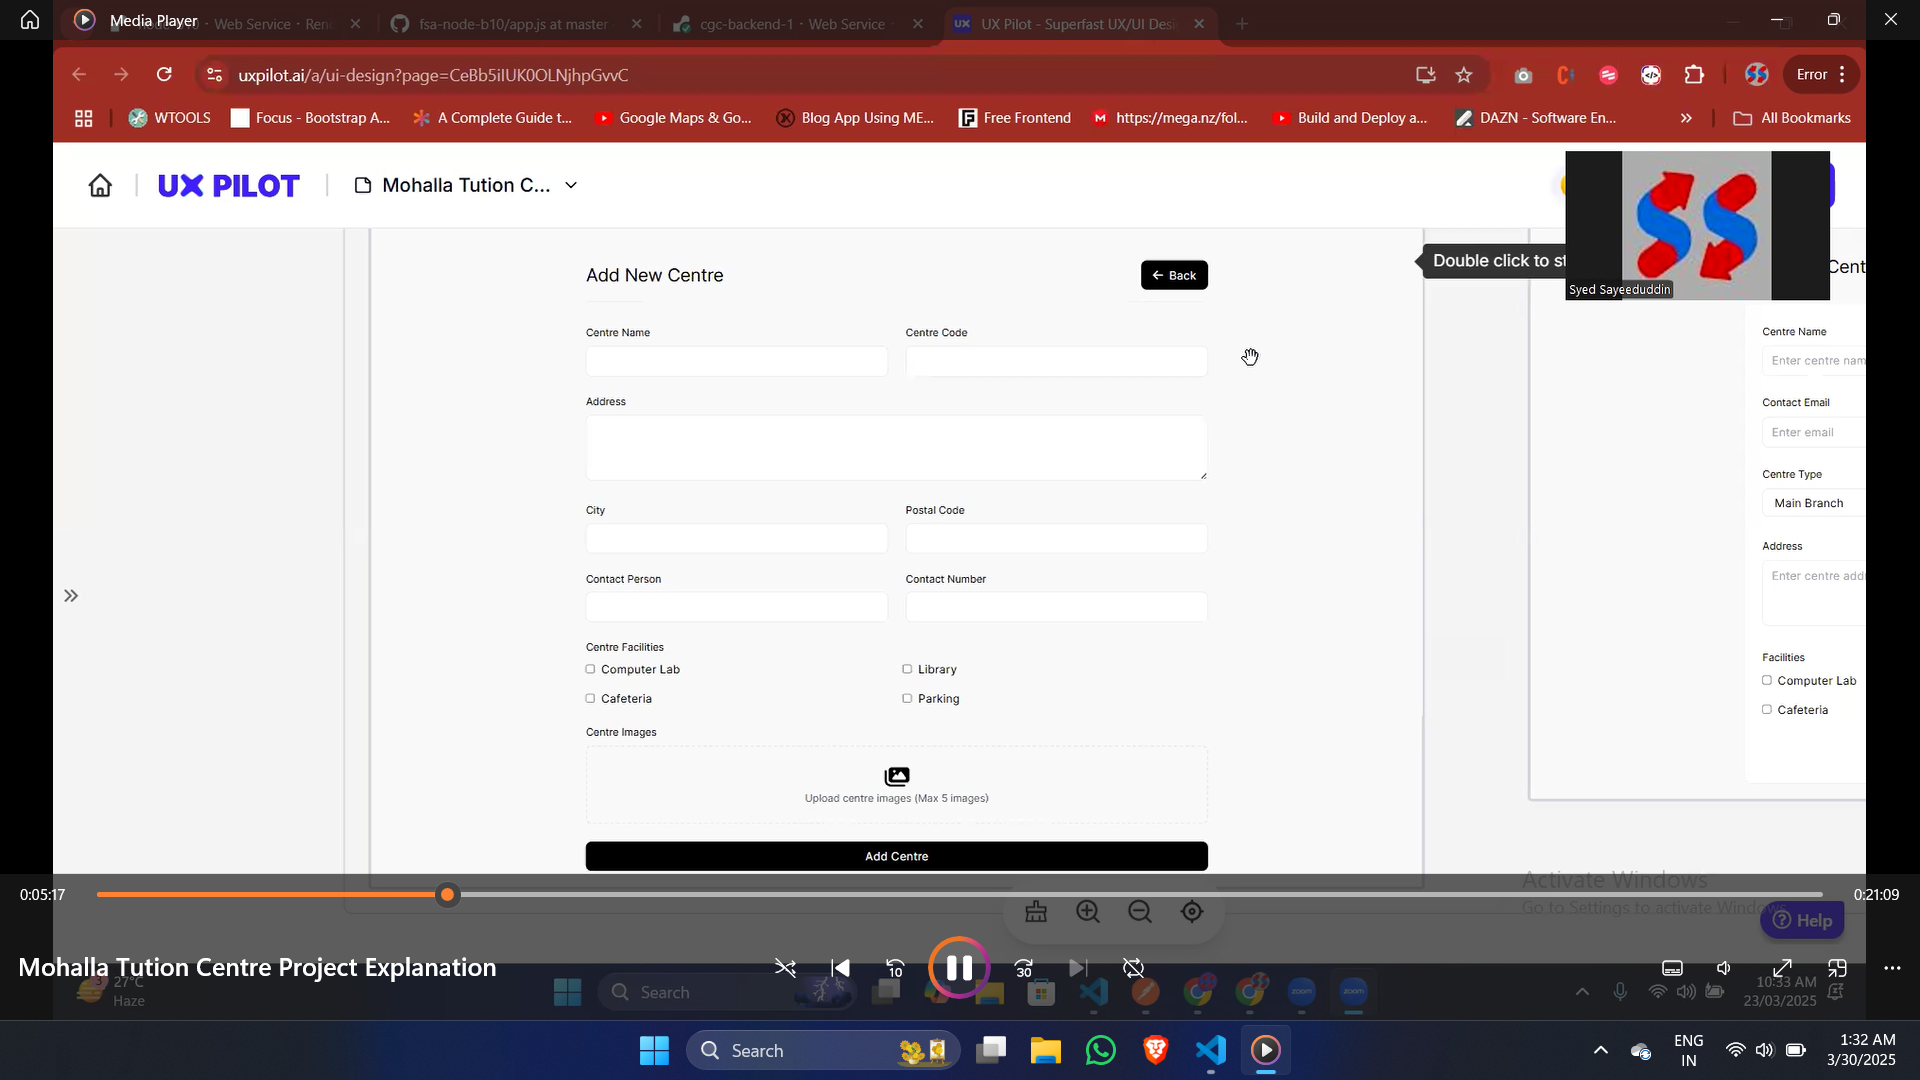 Media Player
Web Service · Ren
fsa-node-b10/app.js at master
cgc-backend-1 · Web Service
UX Pilot - Superfast UX/UI Desi
uxpilot.ai/a/ui-design?page=CeBb5iIUK0OLNjhpGvvC
Error
WTOOLS
Focus - Bootstrap A...
A Complete Guide t...
Google Maps & Go...
Blog App Using ME...
Free Frontend
https://mega.nz/fol...
Build and Deploy a...
DAZN - Software En...
All Bookmarks
UX PILOT
Mohalla Tution C...
Double click to st
Syed Sayeeduddin
Add New Centre
← Back
Centre Name
Centre Code
Address
City
Postal Code
Contact Person
Contact Number
Centre Facilities
Computer Lab
Library
Cafeteria
Parking
Centre Images
Upload centre images (Max 5 images)
Add Centre
Cent
Centre Name
Enter centre nam
Contact Email
Enter email
Centre Type
Main Branch
Address
Enter centre addr
Facilities
Computer Lab
Cafeteria
Activate Windows
Go to Settings to activate Windows.
Help
0:05:17
0:21:09
Mohalla Tution Centre Project Explanation
10
30
27°C
Haze
Search
zoom
zoom
10:33 AM
23/03/2025
Search
ENG
IN
1:32 AM
3/30/2025